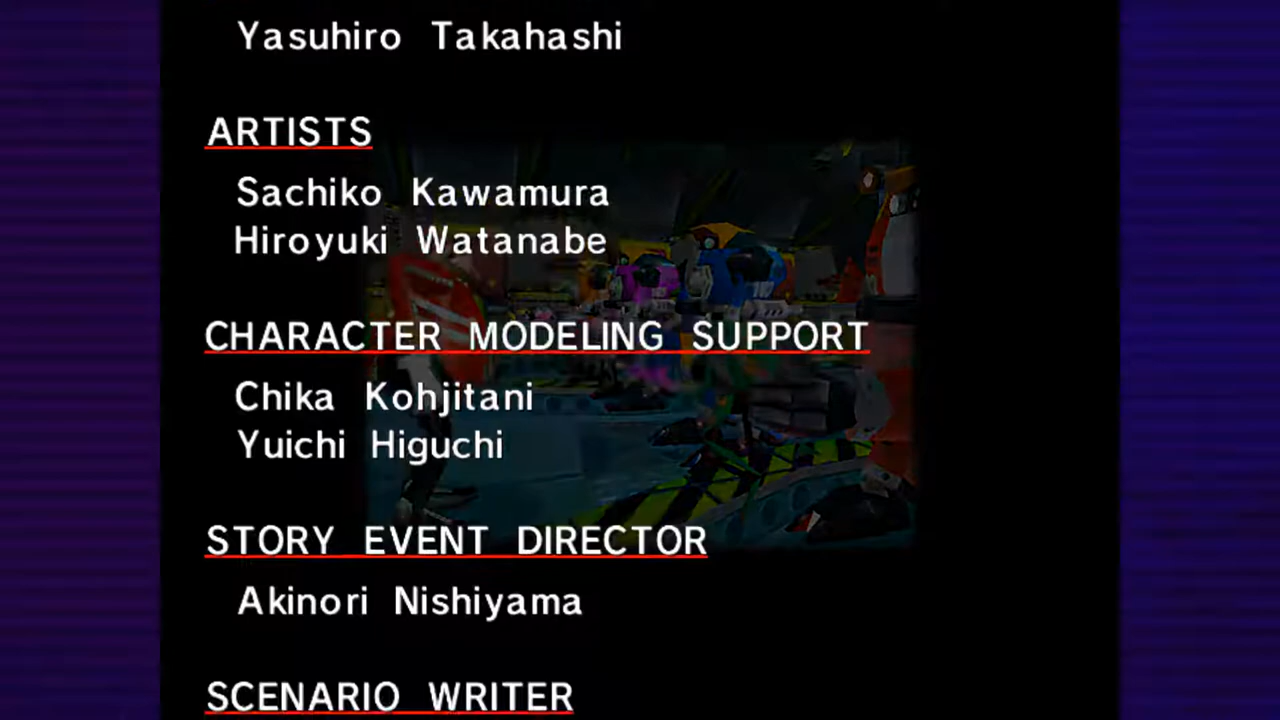 Yasuhiro Takahashi
ARTISTS
Sachiko Kawamura
Hiroyuki Watanabe
CHARACTER MODELING SUPPORT
Chika Kohjitani
Yuichi Higuchi
STORY EVENT DIRECTOR
Akinori Nishiyama
SCENARIO WRITER